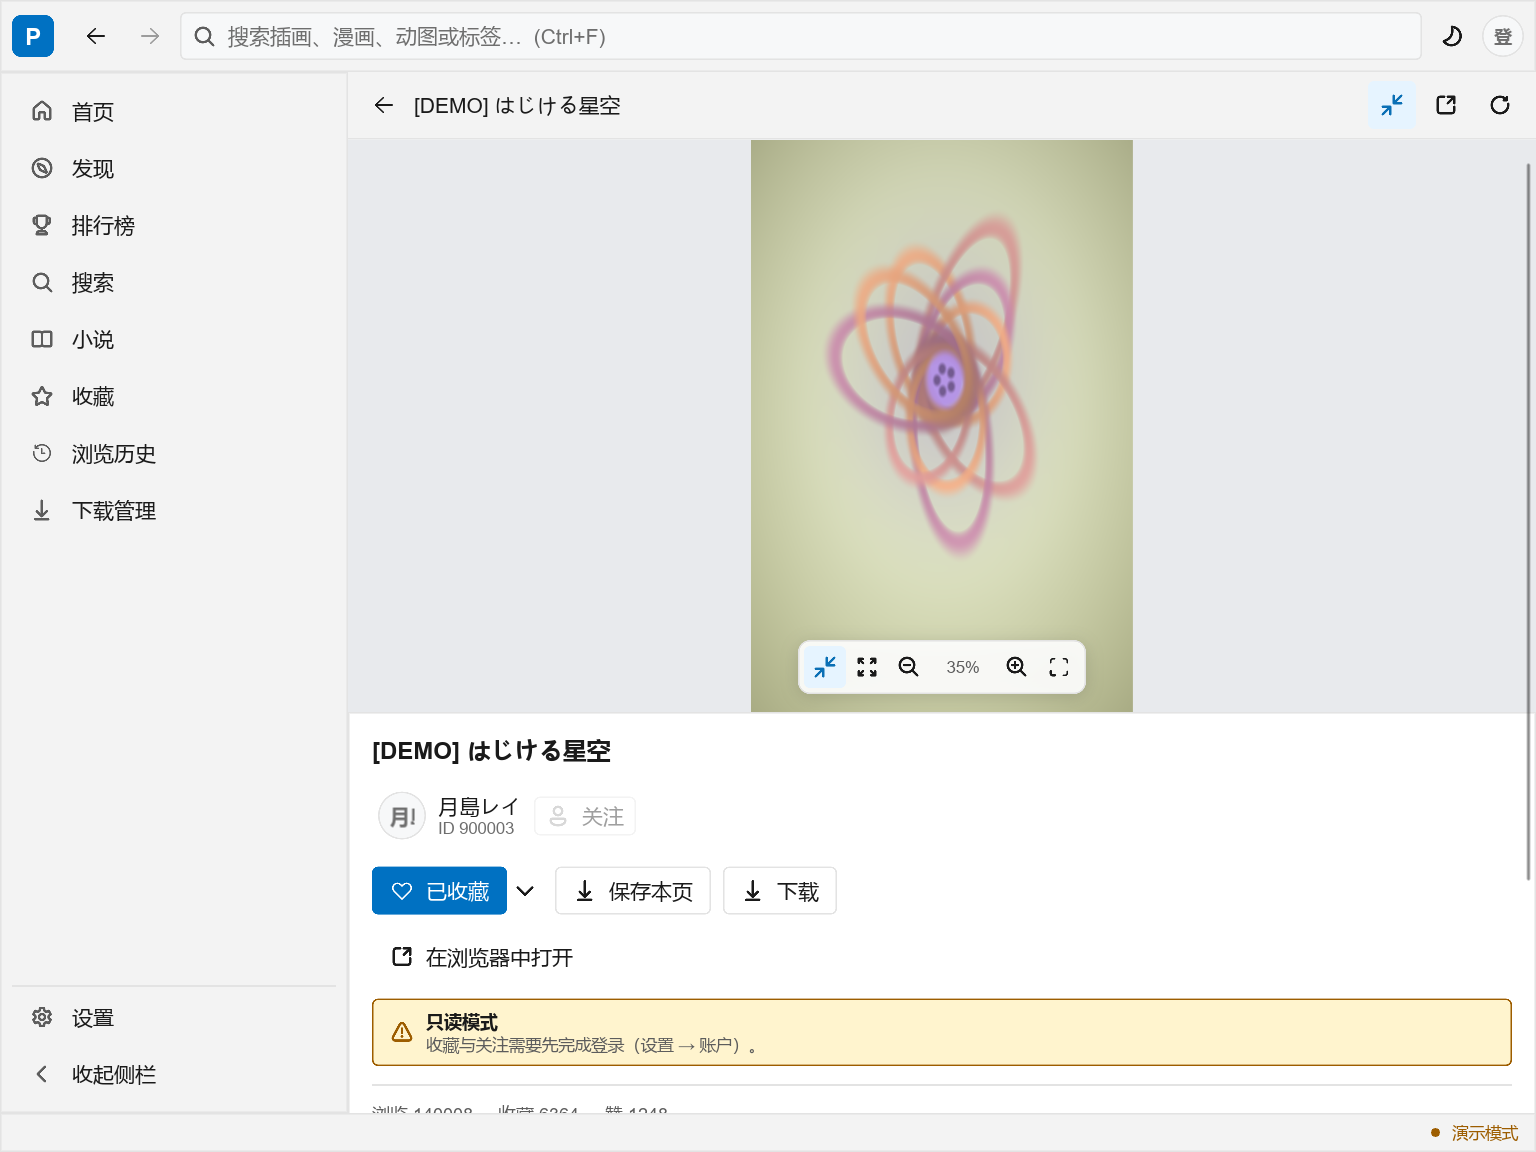 P
搜索插画、漫画、动图或标签… (Ctrl+F)
登
首页
发现
排行榜
搜索
小说
收藏
浏览历史
下载管理
设置
收起侧栏
[DEMO] はじける星空
35%
[DEMO] はじける星空
月!
月島レイ
ID 900003
关注
已收藏
保存本页
下载
在浏览器中打开
只读模式
收藏与关注需要先完成登录（设置 → 账户）。
演示模式